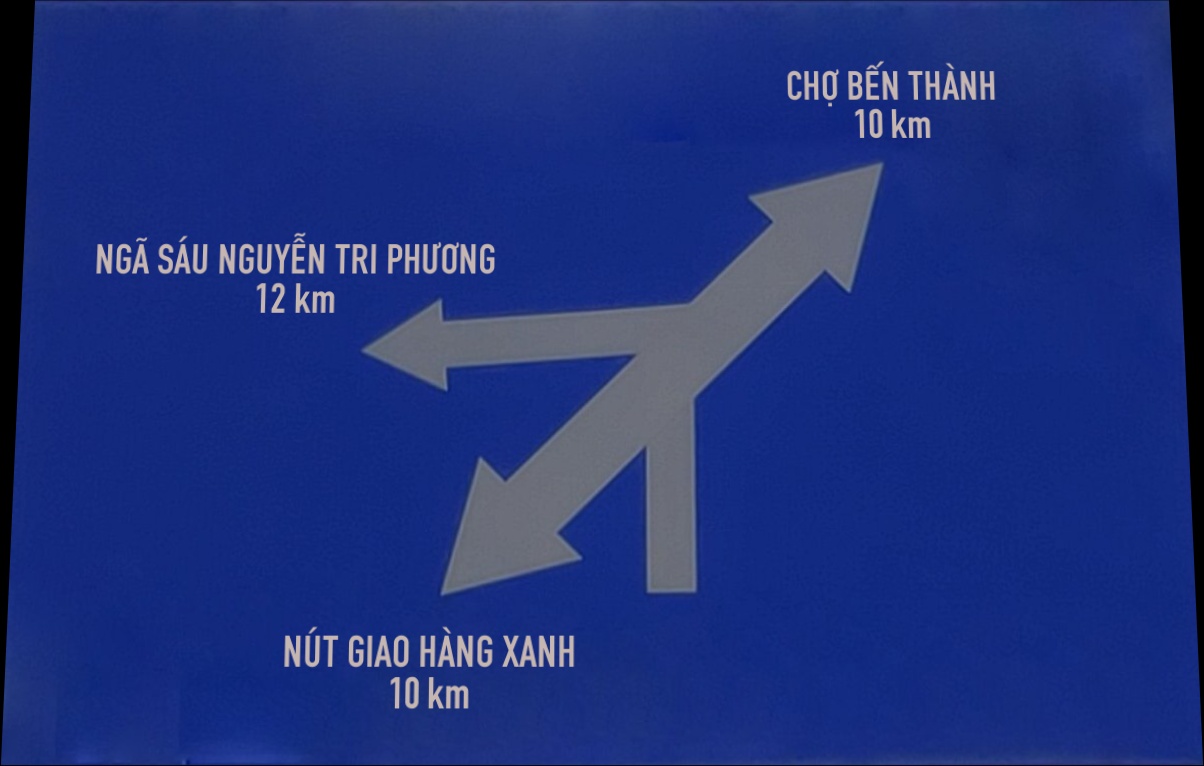 CHỢ BẾN THÀNH
10 km
NGÃ SÁU NGUYỄN TRI PHƯƠNG
12 km
NÚT GIAO HÀNG XANH
10 km